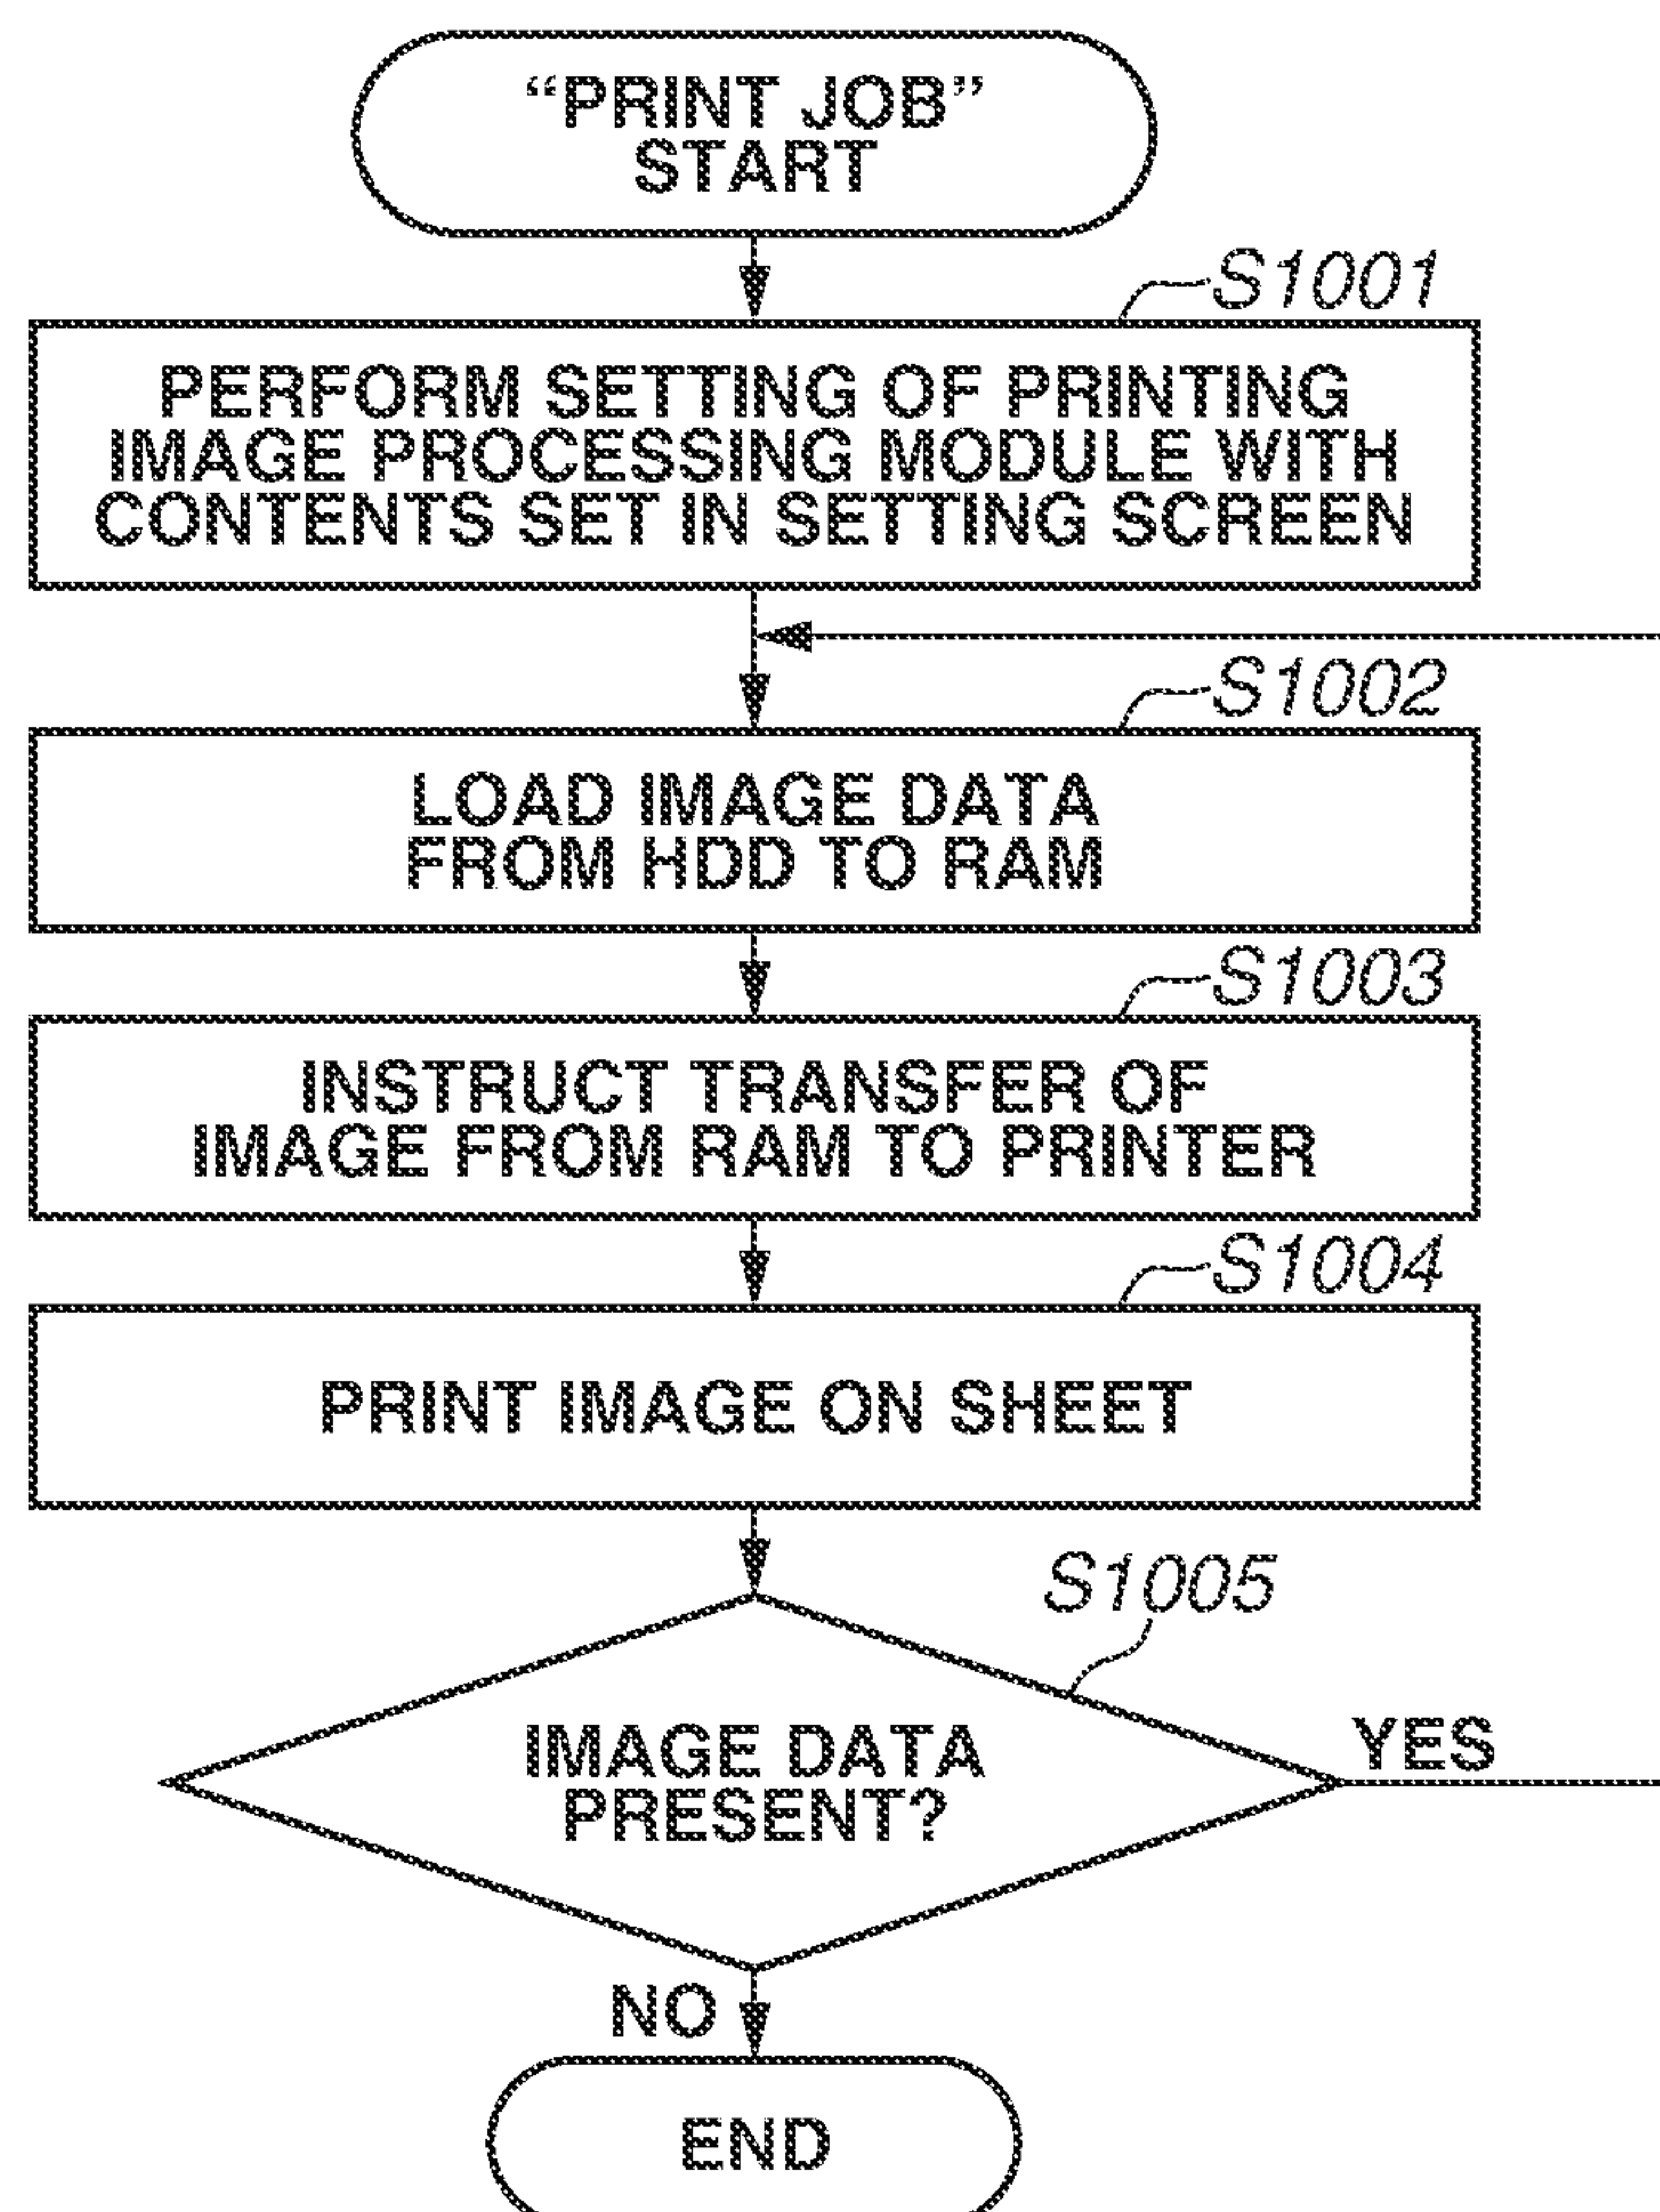 “PRINT JOB”
START
S1001
PERFORM SETTING OF PRINTING
IMAGE PROCESSING MODULE WITH
CONTENTS SET IN SETTING SCREEN
S1002
LOAD IMAGE DATA
FROM HDD TO RAM
S1003
INSTRUCT TRANSFER OF
IMAGE FROM RAM TO PRINTER
S1004
PRINT IMAGE ON SHEET
S1005
IMAGE DATA
PRESENT?
YES
NO
END